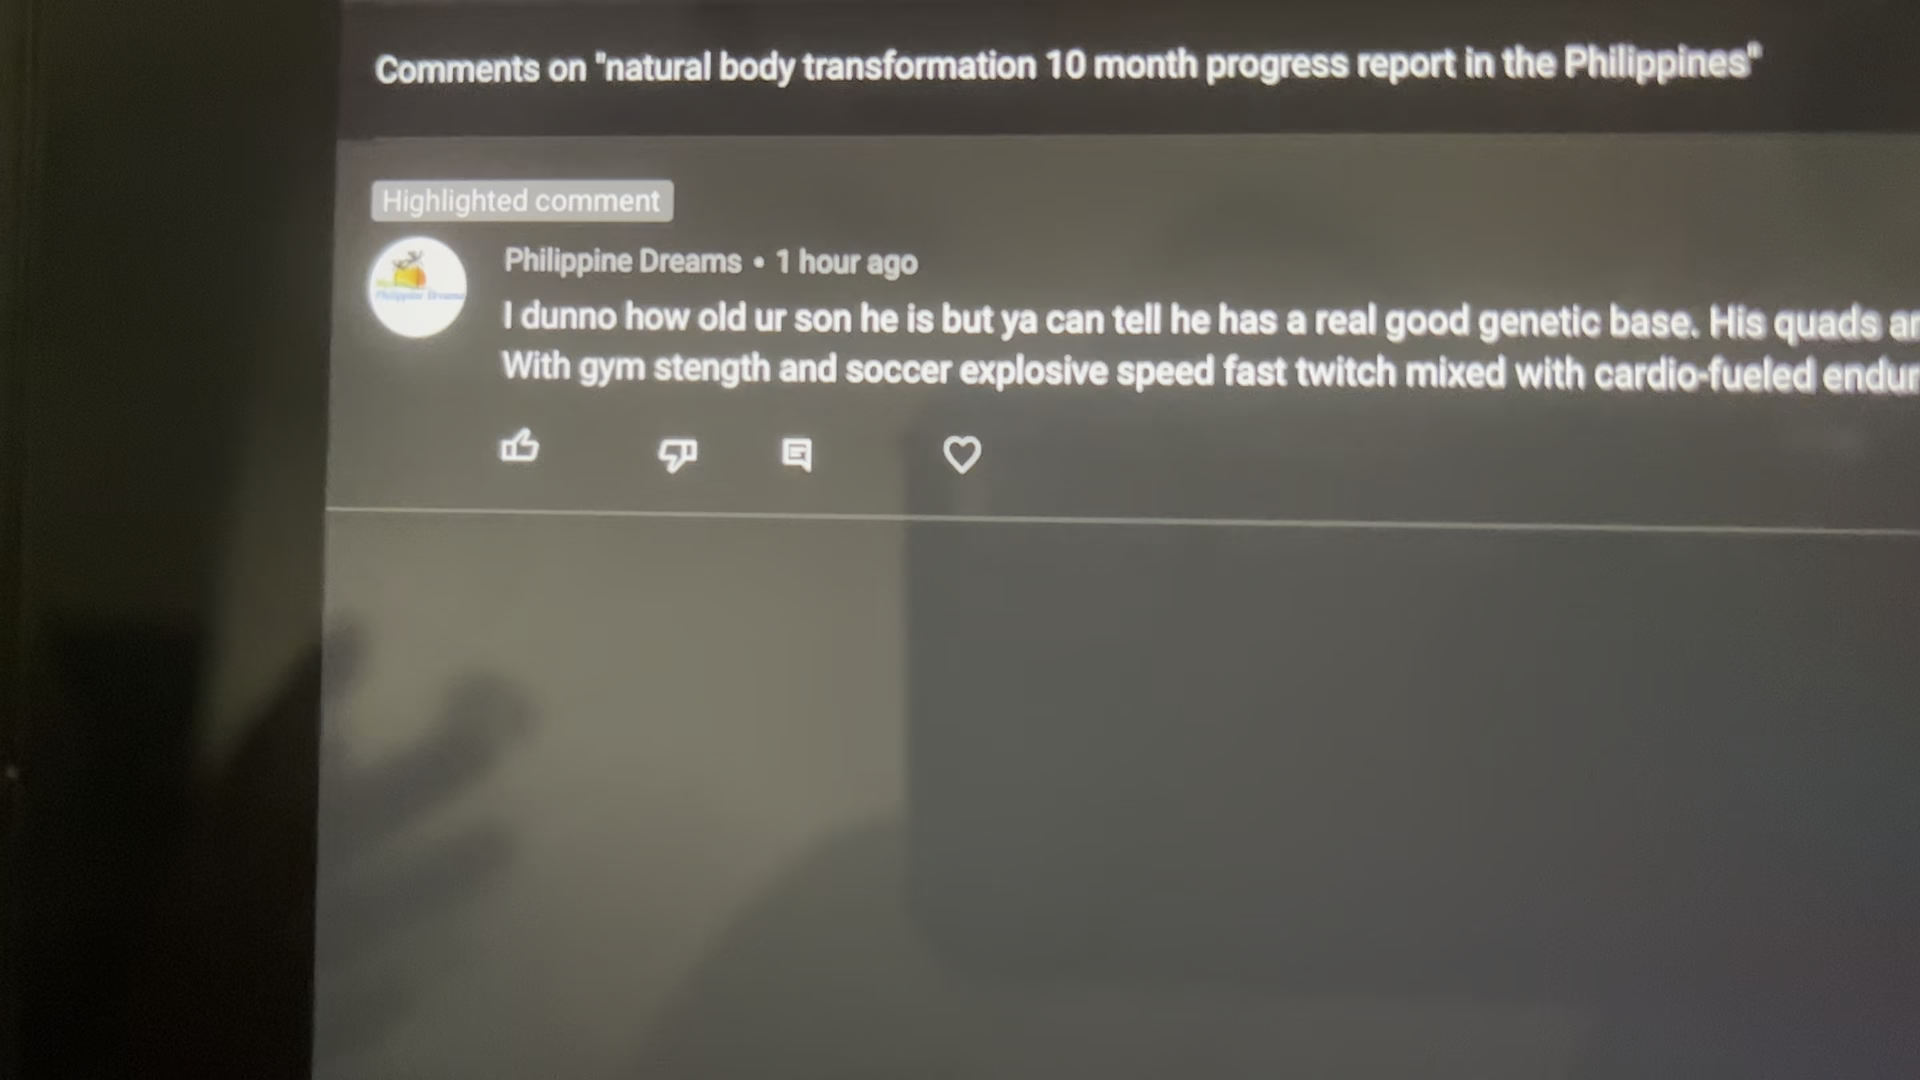 Comments on "natural body transformation 10 month progress report in the Philippines"
Highlighted comment
Philippine Dreams • 1 hour ago
I dunno how old ur son he is but ya can tell he has a real good genetic base. His quads
With gym stength and soccer explosive speed fast twitch mixed with cardio-fueled
Philippine Dreams